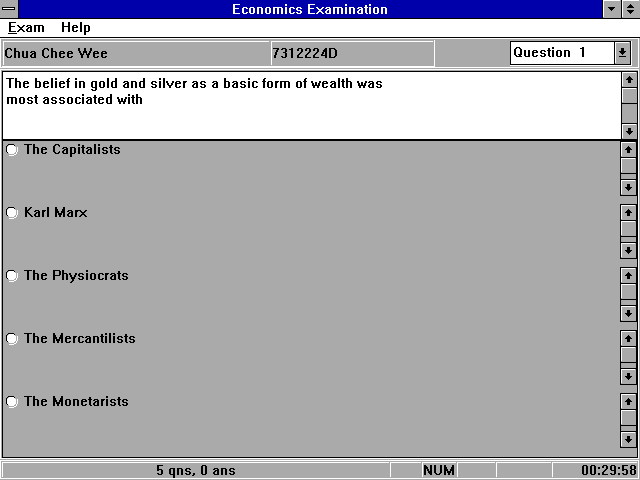 Economics Examination
Exam Help
Chua Chee Wee 7312224D Question 1
The belief in gold and silver as a basic form of wealth was
most associated with
The Capitalists
Karl Marx
The Physiocrats
The Mercantilists
The Monetarists
5 qns, 0 ans NUM 00:29:58